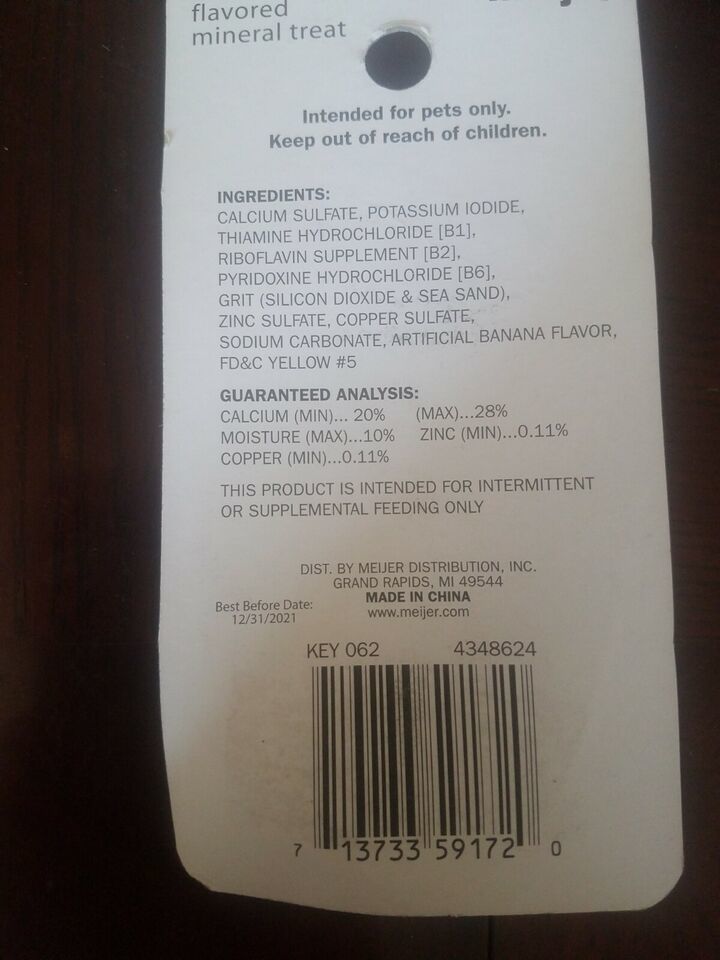 flavored
mineral treat
Intended for pets only.
Keep out of reach of children.
INGREDIENTS:
CALCIUM SULFATE, POTASSIUM IODIDE,
THIAMINE HYDROCHLORIDE [B1],
RIBOFLAVIN SUPPLEMENT [B2],
PYRIDOXINE HYDROCHLORIDE [B6],
GRIT (SILICON DIOXIDE & SEA SAND),
ZINC SULFATE, COPPER SULFATE,
SODIUM CARBONATE, ARTIFICIAL BANANA FLAVOR,
FD&C YELLOW #5
GUARANTEED ANALYSIS:
CALCIUM (MIN)... 20% (MAX)...28%
MOISTURE (MAX)...10% ZINC (MIN)...0.11%
COPPER (MIN)...0.11%
THIS PRODUCT IS INTENDED FOR INTERMITTENT
OR SUPPLEMENTAL FEEDING ONLY
DIST. BY MEIJER DISTRIBUTION, INC.
GRAND RAPIDS, MI 49544
MADE IN CHINA
www.meijer.com
Best Before Date:
12/31/2021
KEY 062 4348624
7 13733 59172 0